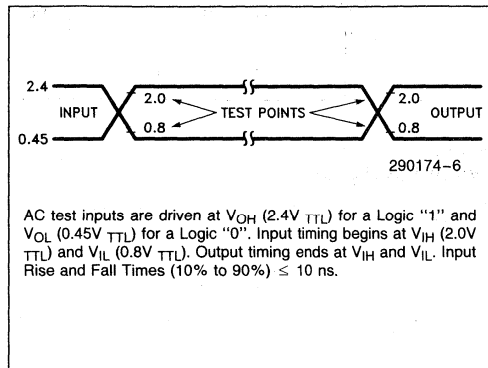 2.4
INPUT 2.0 TEST POINTS 2.0 OUTPUT
0.8 0.8
0.45
290174-6
AC test inputs are driven at VOH (2.4V TTL) for a Logic "1" and
VOL (0.45V TTL) for a Logic "0". Input timing begins at VIH (2.0V
TTL) and VIL (0.8V TTL). Output timing ends at VIH and VIL. Input
Rise and Fall Times (10% to 90%) ≤ 10 ns.